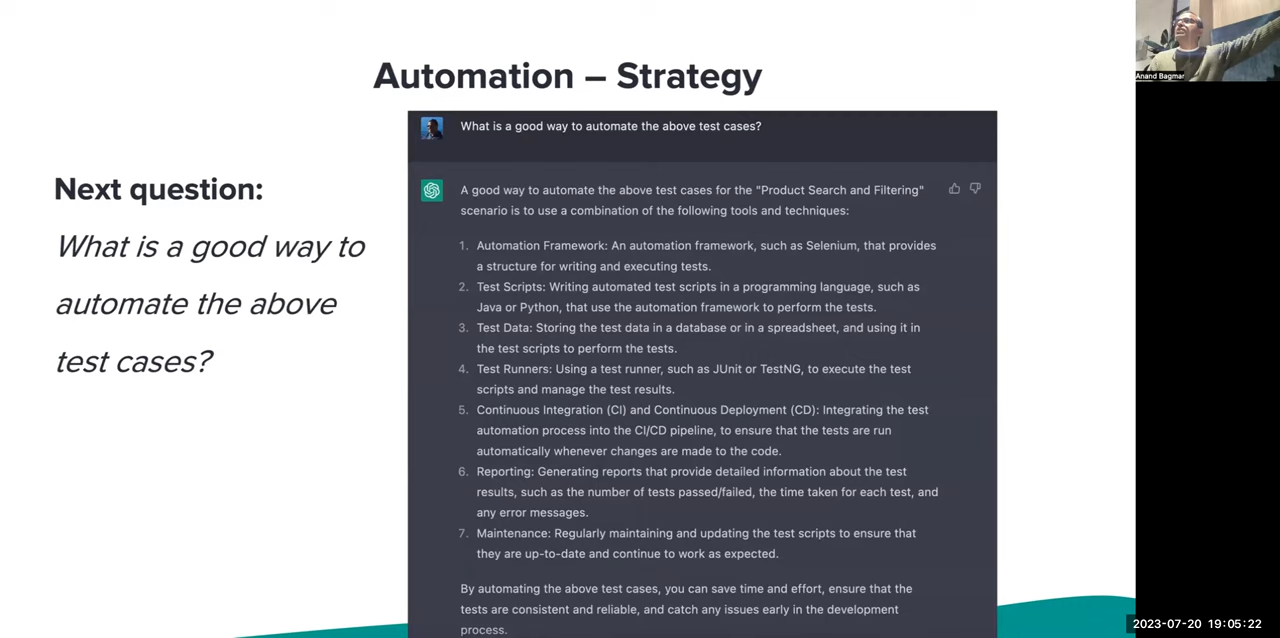 Automation – Strategy
Next question:
What is a good way to
automate the above
test cases?
What is a good way to automate the above test cases?
A good way to automate the above test cases for the "Product Search and Filtering"
scenario is to use a combination of the following tools and techniques:
1. Automation Framework: An automation framework, such as Selenium, that provides
a structure for writing and executing tests.
2. Test Scripts: Writing automated test scripts in a programming language, such as
Java or Python, that use the automation framework to perform the tests.
3. Test Data: Storing the test data in a database or in a spreadsheet, and using it in
the test scripts to perform the tests.
4. Test Runners: Using a test runner, such as JUnit or TestNG, to execute the test
scripts and manage the test results.
5. Continuous Integration (CI) and Continuous Deployment (CD): Integrating the test
automation process into the CI/CD pipeline, to ensure that the tests are run
automatically whenever changes are made to the code.
6. Reporting: Generating reports that provide detailed information about the test
results, such as the number of tests passed/failed, the time taken for each test, and
any error messages.
7. Maintenance: Regularly maintaining and updating the test scripts to ensure that
they are up-to-date and continue to work as expected.
By automating the above test cases, you can save time and effort, ensure that the
tests are consistent and reliable, and catch any issues early in the development
process.
Anand Bagmar
2023-07-20 19:05:22